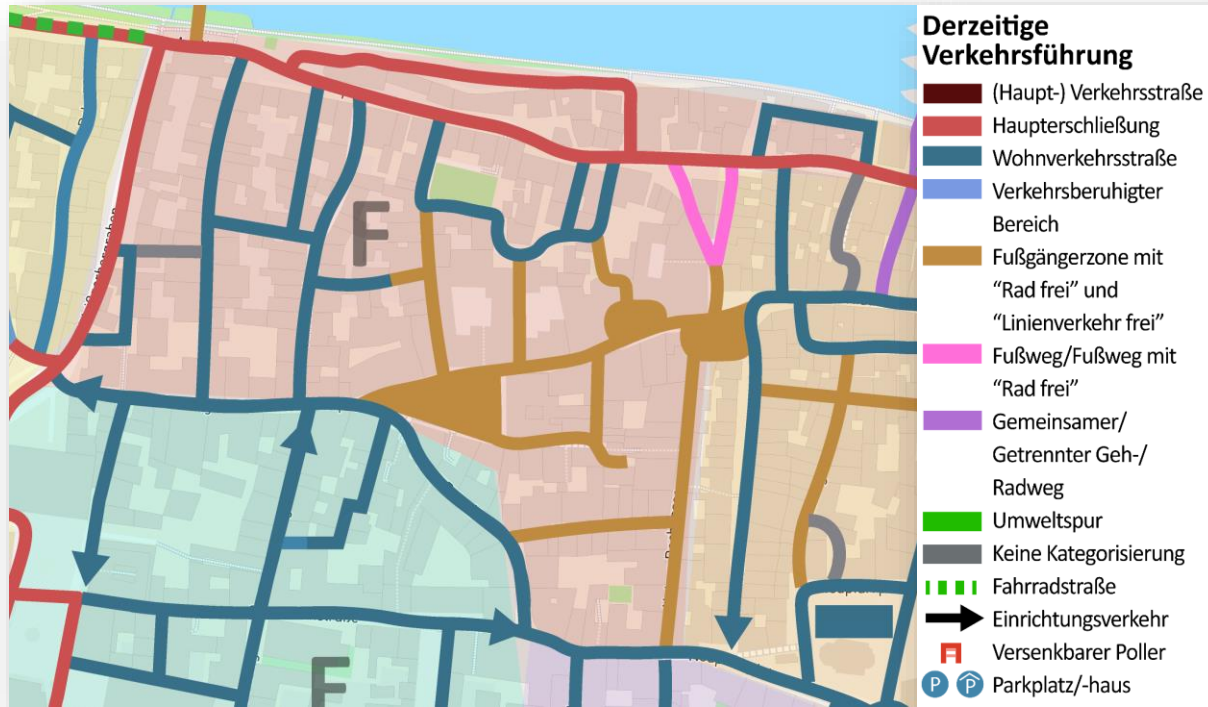 Derzeitige
Verkehrsführung
(Haupt-) Verkehrsstraße
Haupterschließung
Wohnverkehrsstraße
Verkehrsberuhigter
Bereich
Fußgängerzone mit
“Rad frei” und
“Linienverkehr frei”
Fußweg/Fußweg mit
“Rad frei”
Gemeinsamer/
Getrennter Geh-/
Radweg
Umweltspur
Keine Kategorisierung
Fahrradstraße
Einrichtungsverkehr
Versenkbarer Poller
P P Parkplatz/-haus
F
F